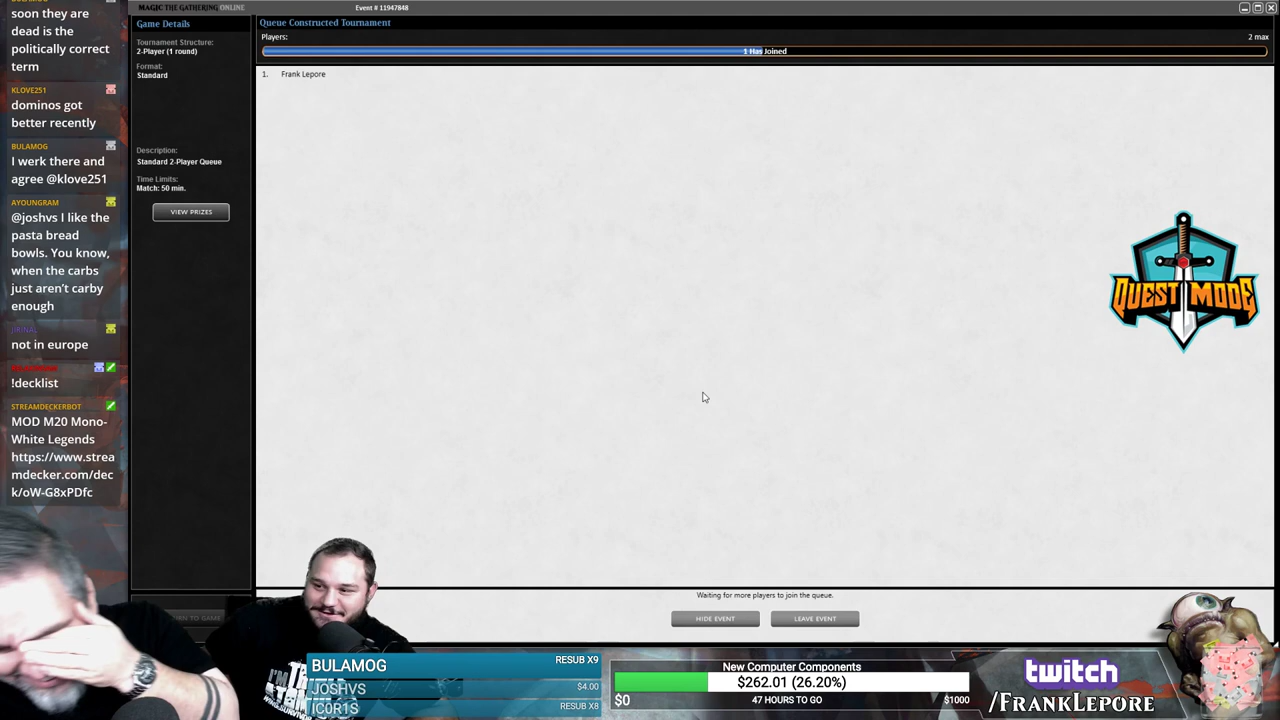 soon they are
dead is the
politically correct
term
KLOVE251
dominos got
better recently
BULAMOG
I werk there and
agree @klove251
AYOUNGRAM
@joshvs I like the
pasta bread
bowls. You know,
when the carbs
just aren't carby
enough
JIRINAL
not in europe
!decklist
STREAMDECKERBOT
MOD M20 Mono-
White Legends
https://www.strea
mdecker.com/dec
k/oW-G8xPDfc
MAGIC THE GATHERING ONLINE
Event # 11947848
Game Details
Tournament Structure:
2-Player (1 round)
Format:
Standard
Description:
Standard 2-Player Queue
Time Limits:
Match: 50 min.
VIEW PRIZES
Queue Constructed Tournament
Players:
2 max
1 Has Joined
1. Frank Lepore
QUEST MODE
Waiting for more players to join the queue.
HIDE EVENT
LEAVE EVENT
TO GAME
BULAMOG RESUB X9
JOSHVS $4.00
IC0R1S RESUB X8
New Computer Components
$262.01 (26.20%)
$0
47 HOURS TO GO
$1000
twitch
/FRANKLEPORE